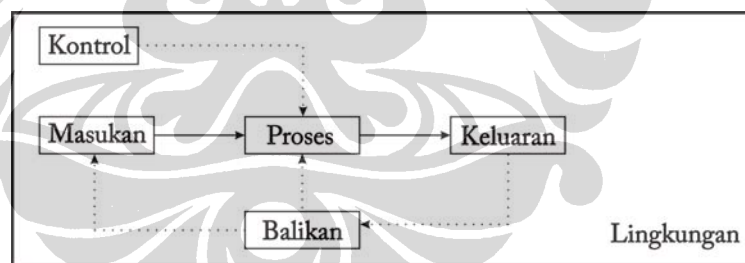 Kontrol
Masukan
Proses
Keluaran
Balikan
Lingkungan